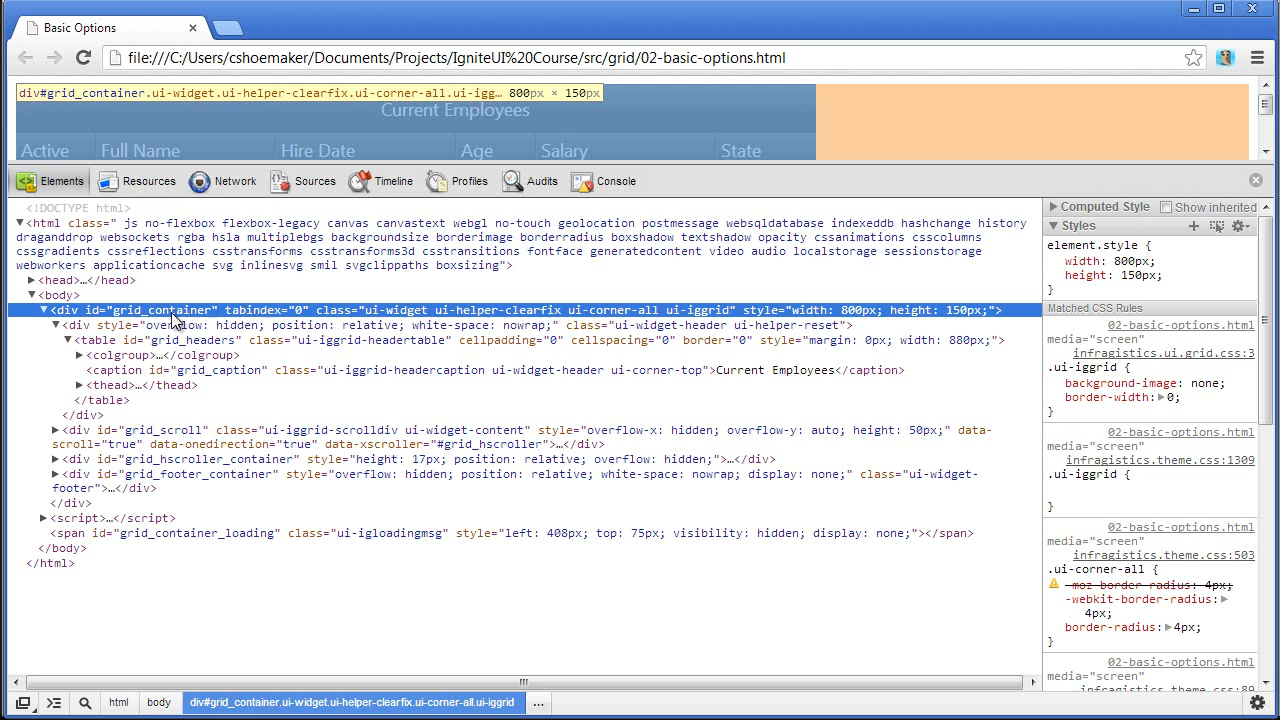 Basic Options
file:///C:/Users/cshoemaker/Documents/Projects/IgniteUI%20Course/src/grid/02-basic-options.html
div#grid_container.ui-widget.ui-helper-clearfix.ui-corner-all.ui-igg... 800px × 150px
Current Employees
Active Full Name Hire Date Age Salary State
Elements Resources Network Sources Timeline Profiles Audits Console
<!DOCTYPE html>
<html class=" js no-flexbox flexbox-legacy canvas canvastext webgl no-touch geolocation postmessage websqldatabase indexeddb hashchange history
draganddrop websockets rgba hsla multiplebgs backgroundsize borderimage borderradius boxshadow textshadow opacity cssanimations csscolumns
cssgradients cssreflections csstransforms csstransforms3d csstransitions fontface generatedcontent video audio localstorage sessionstorage
webworkers applicationcache svg inlinesvg smil svgclippaths boxsizing">
<head>…</head>
<body>
<div id="grid_container" tabindex="0" class="ui-widget ui-helper-clearfix ui-corner-all ui-iggrid" style="width: 800px; height: 150px;">
<div style="overflow: hidden; position: relative; white-space: nowrap;" class="ui-widget-header ui-helper-reset">
<table id="grid_headers" class="ui-iggrid-headertable" cellpadding="0" cellspacing="0" border="0" style="margin: 0px; width: 880px;">
<colgroup>…</colgroup>
<caption id="grid_caption" class="ui-iggrid-headercaption ui-widget-header ui-corner-top">Current Employees</caption>
<thead>…</thead>
</table>
</div>
<div id="grid_scroll" class="ui-iggrid-scrolldiv ui-widget-content" style="overflow-x: hidden; overflow-y: auto; height: 50px;" data-
scroll="true" data-onedirection="true" data-xscroller="#grid_hscroller">…</div>
<div id="grid_hscroller_container" style="height: 17px; position: relative; overflow: hidden;">…</div>
<div id="grid_footer_container" style="overflow: hidden; position: relative; white-space: nowrap; display: none;" class="ui-widget-
footer">…</div>
</div>
<script>…</script>
<span id="grid_container_loading" class="ui-igloadingmsg" style="left: 408px; top: 75px; visibility: hidden; display: none;"></span>
</body>
</html>
Computed Style Show inherited
Styles
element.style {
width: 800px;
height: 150px;
}
Matched CSS Rules
02-basic-options.html
media="screen"
infragistics.ui.grid.css:3
.ui-iggrid {
background-image: none;
border-width: 0;
}
02-basic-options.html
media="screen"
infragistics.theme.css:1309
.ui-iggrid {
}
02-basic-options.html
media="screen"
infragistics.theme.css:503
.ui-corner-all {
-moz-border-radius: 4px;
-webkit-border-radius:
4px;
border-radius: 4px;
}
02-basic-options.html
media="screen"
infragistics.theme.css:89
html body div#grid_container.ui-widget.ui-helper-clearfix.ui-corner-all.ui-iggrid ...